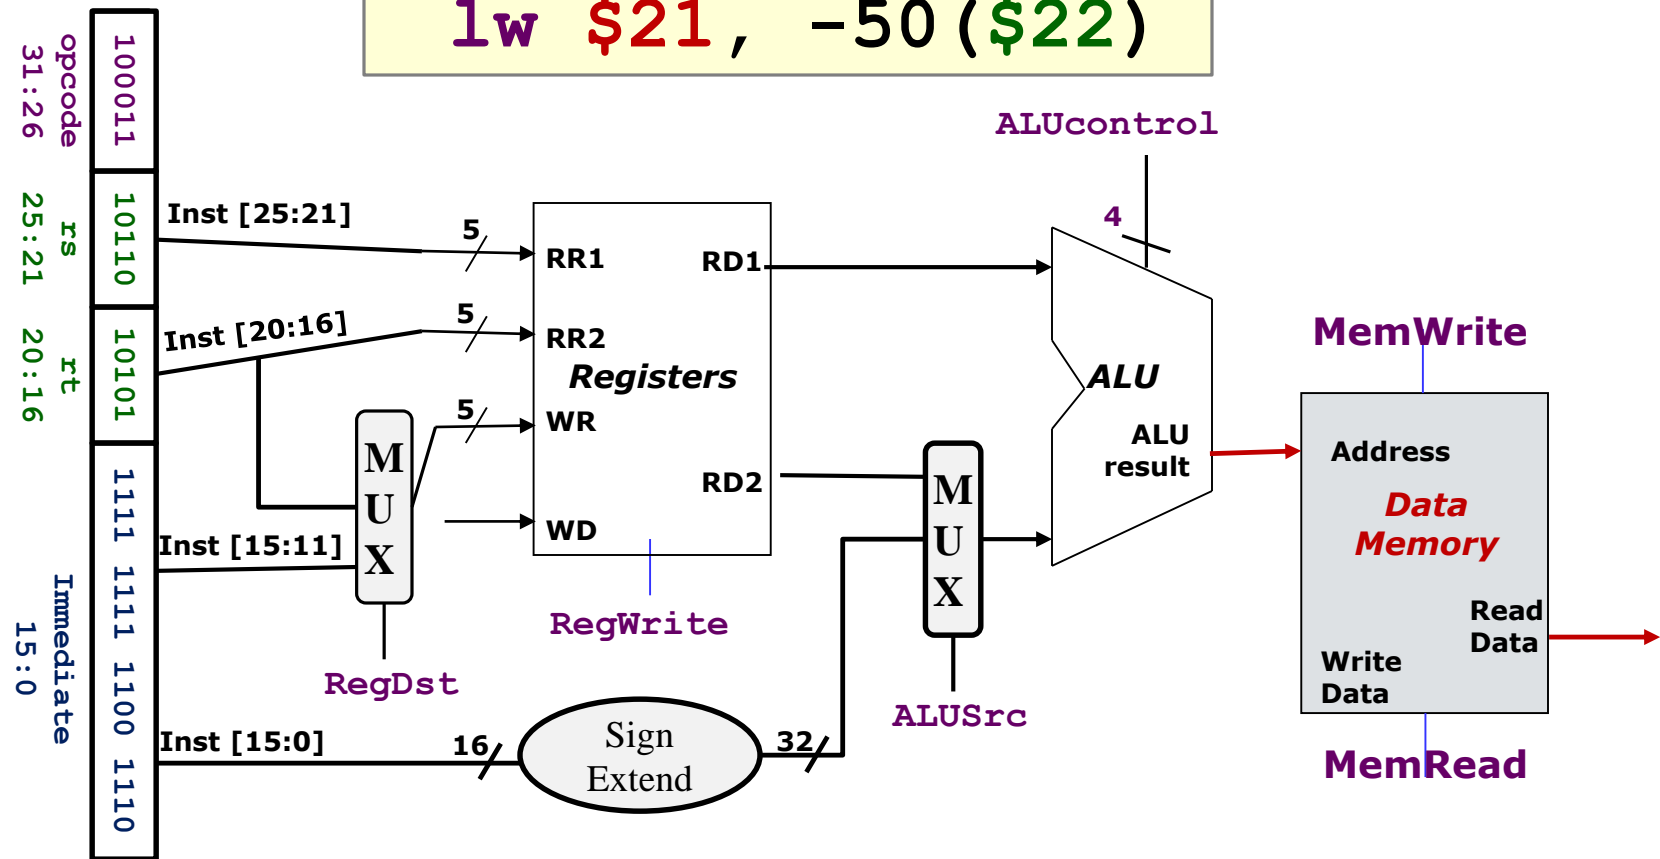 lw $21, -50($22)
opcode
31:26
100011
rs
25:21
10110
rt
20:16
10101
Immediate
15:0
1111 1111 1100 1110
Inst [25:21]
5
Inst [20:16]
5
5
Inst [15:11]
Inst [15:0]
16
MUX
RegDst
RR1
RR2
WR
WD
RD1
RD2
Registers
RegWrite
Sign
Extend
32
MUX
ALUSrc
ALUcontrol
4
ALU
ALU
result
MemWrite
Address
Data
Memory
Read
Data
Write
Data
MemRead